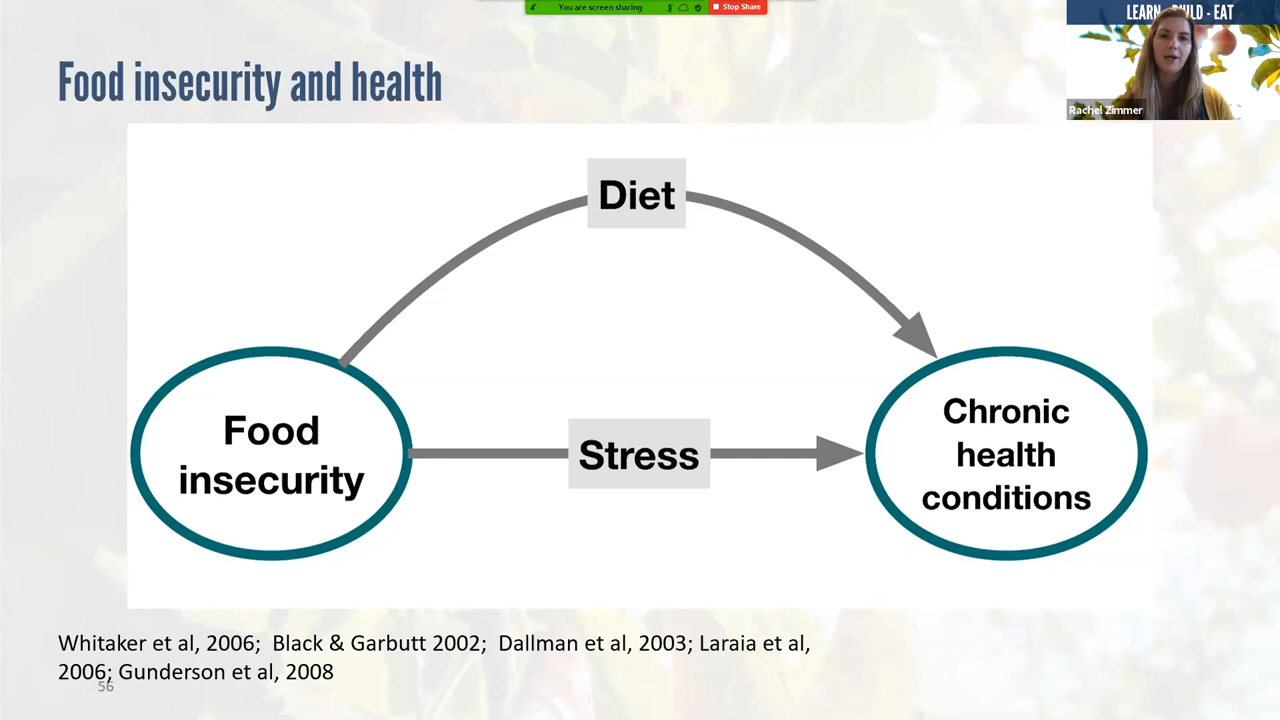 You are screen sharing
Stop Share
LEARN - BUILD - EAT
Rachel Zimmer
Food insecurity and health
Diet
Food
insecurity
Stress
Chronic
health
conditions
Whitaker et al, 2006;  Black & Garbutt 2002;  Dallman et al, 2003; Laraia et al,
2006; Gunderson et al, 2008
56